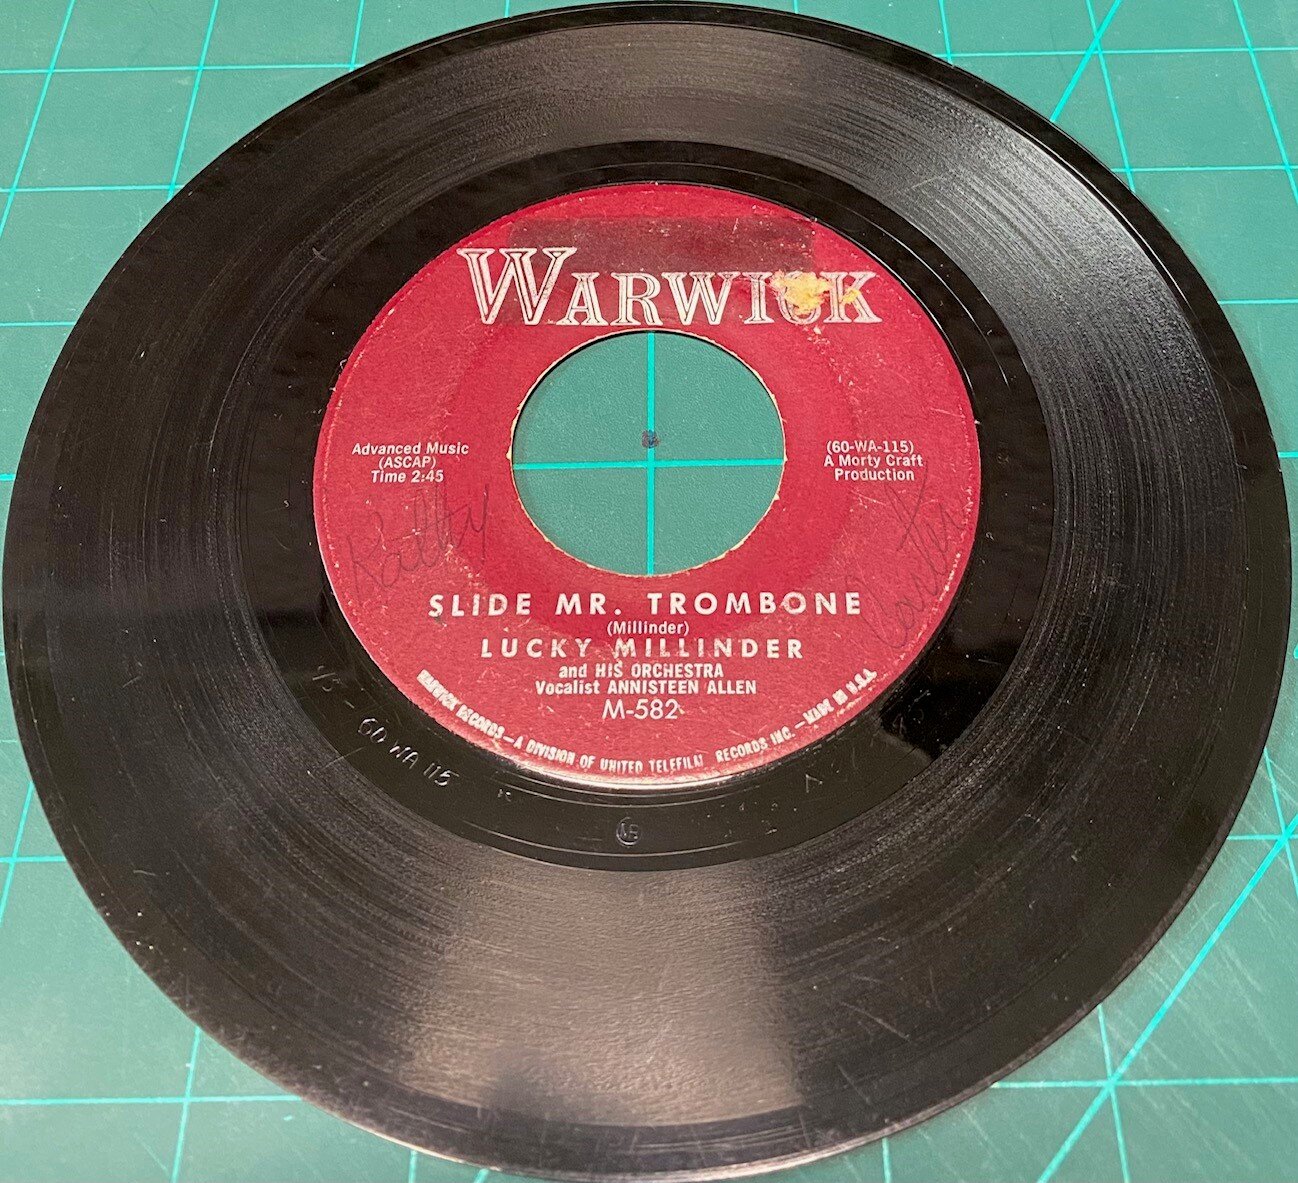 WARWICK
Advanced Music
(ASCAP)
Time 2:45
(60-WA-115)
A Morty Craft
Production
Kathy
Carter
SLIDE MR. TROMBONE
(Millinder)
LUCKY MILLINDER
and HIS ORCHESTRA
Vocalist ANNISTEEN ALLEN
M-582
WARWICK RECORDS—A DIVISION OF UNITED TELEFILM RECORDS INC.—MADE IN U.S.A.
45-60 WA 115